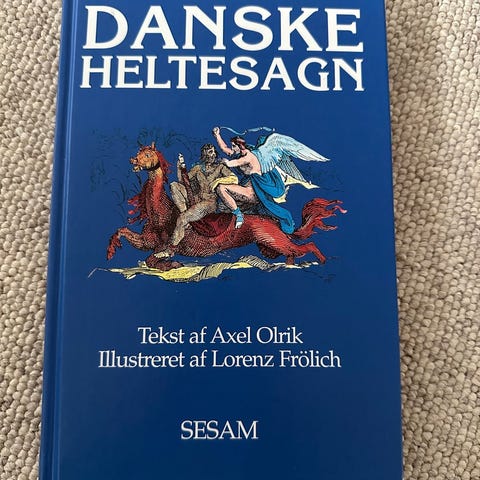 DANSKE
HELTESAGN
Tekst af Axel Olrik
Illustreret af Lorenz Frölich
SESAM